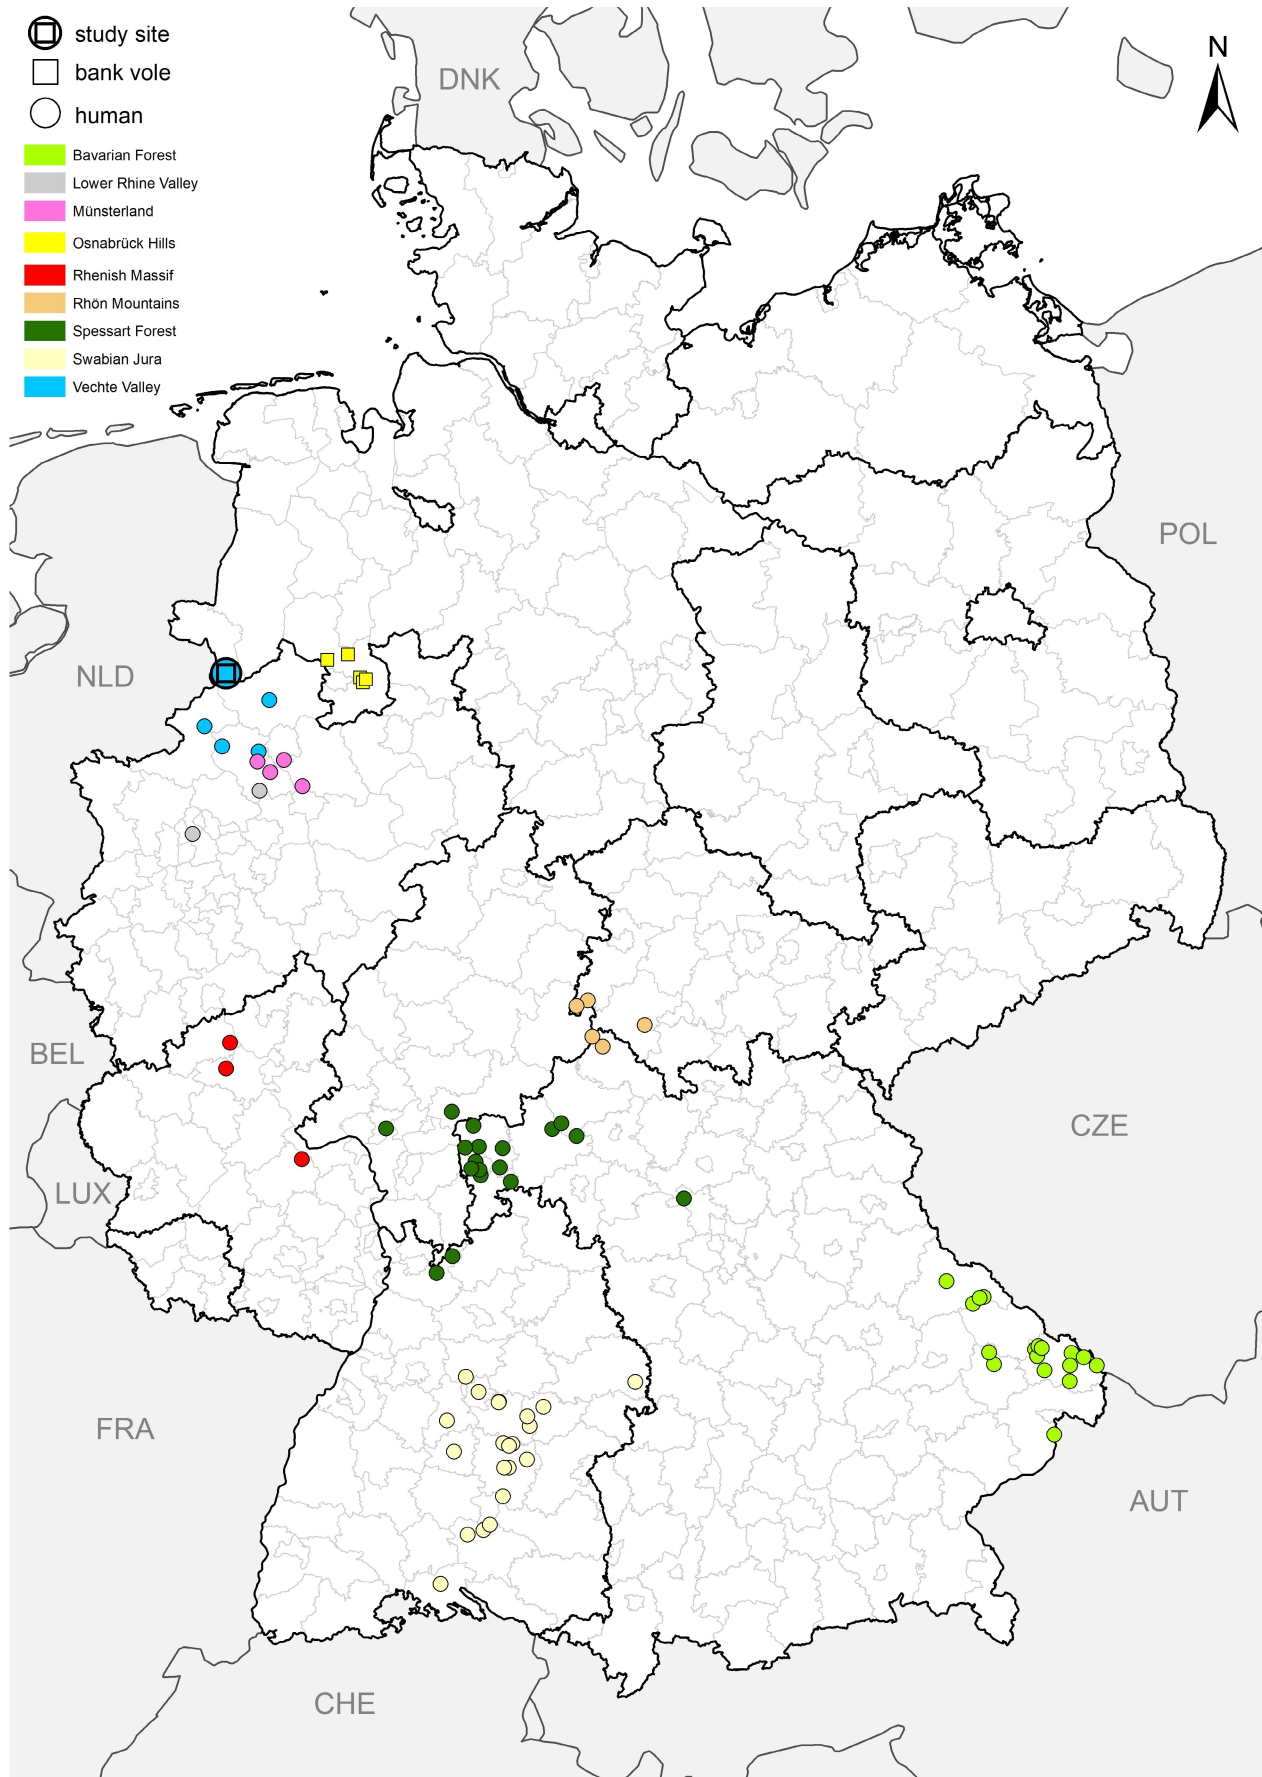 study site
bank vole
human
Bavarian Forest
Lower Rhine Valley
Münsterland
Osnabrück Hills
Rhenish Massif
Rhön Mountains
Spessart Forest
Swabian Jura
Vechte Valley
N
DNK
POL
NLD
BEL
CZE
LUX
FRA
AUT
CHE